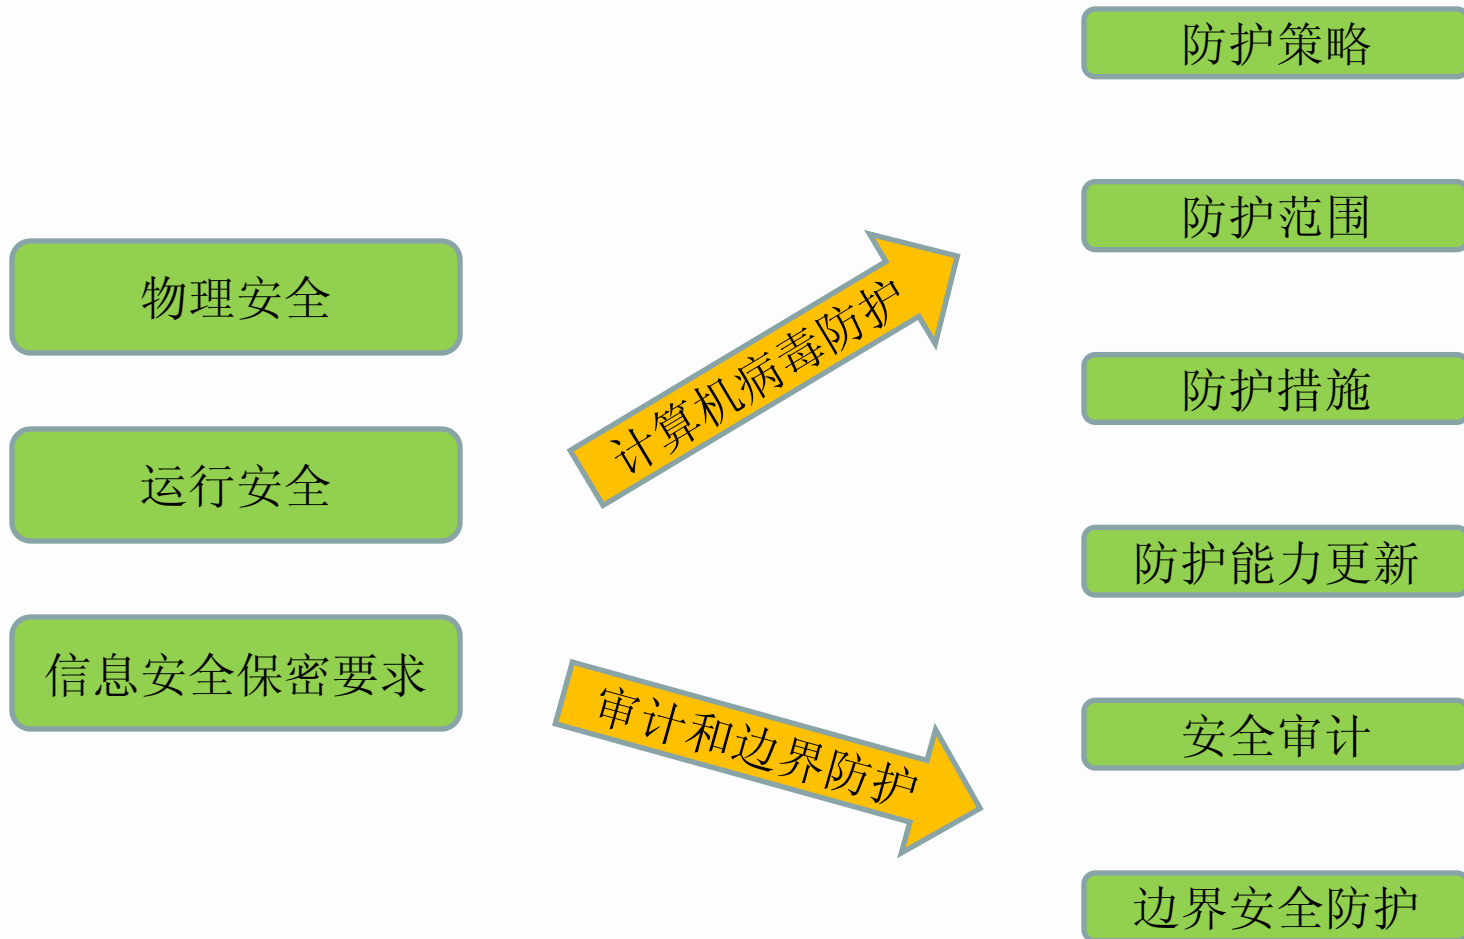 物理安全
运行安全
信息安全保密要求
计算机病毒防护
审计和边界防护
防护策略
防护范围
防护措施
防护能力更新
安全审计
边界安全防护